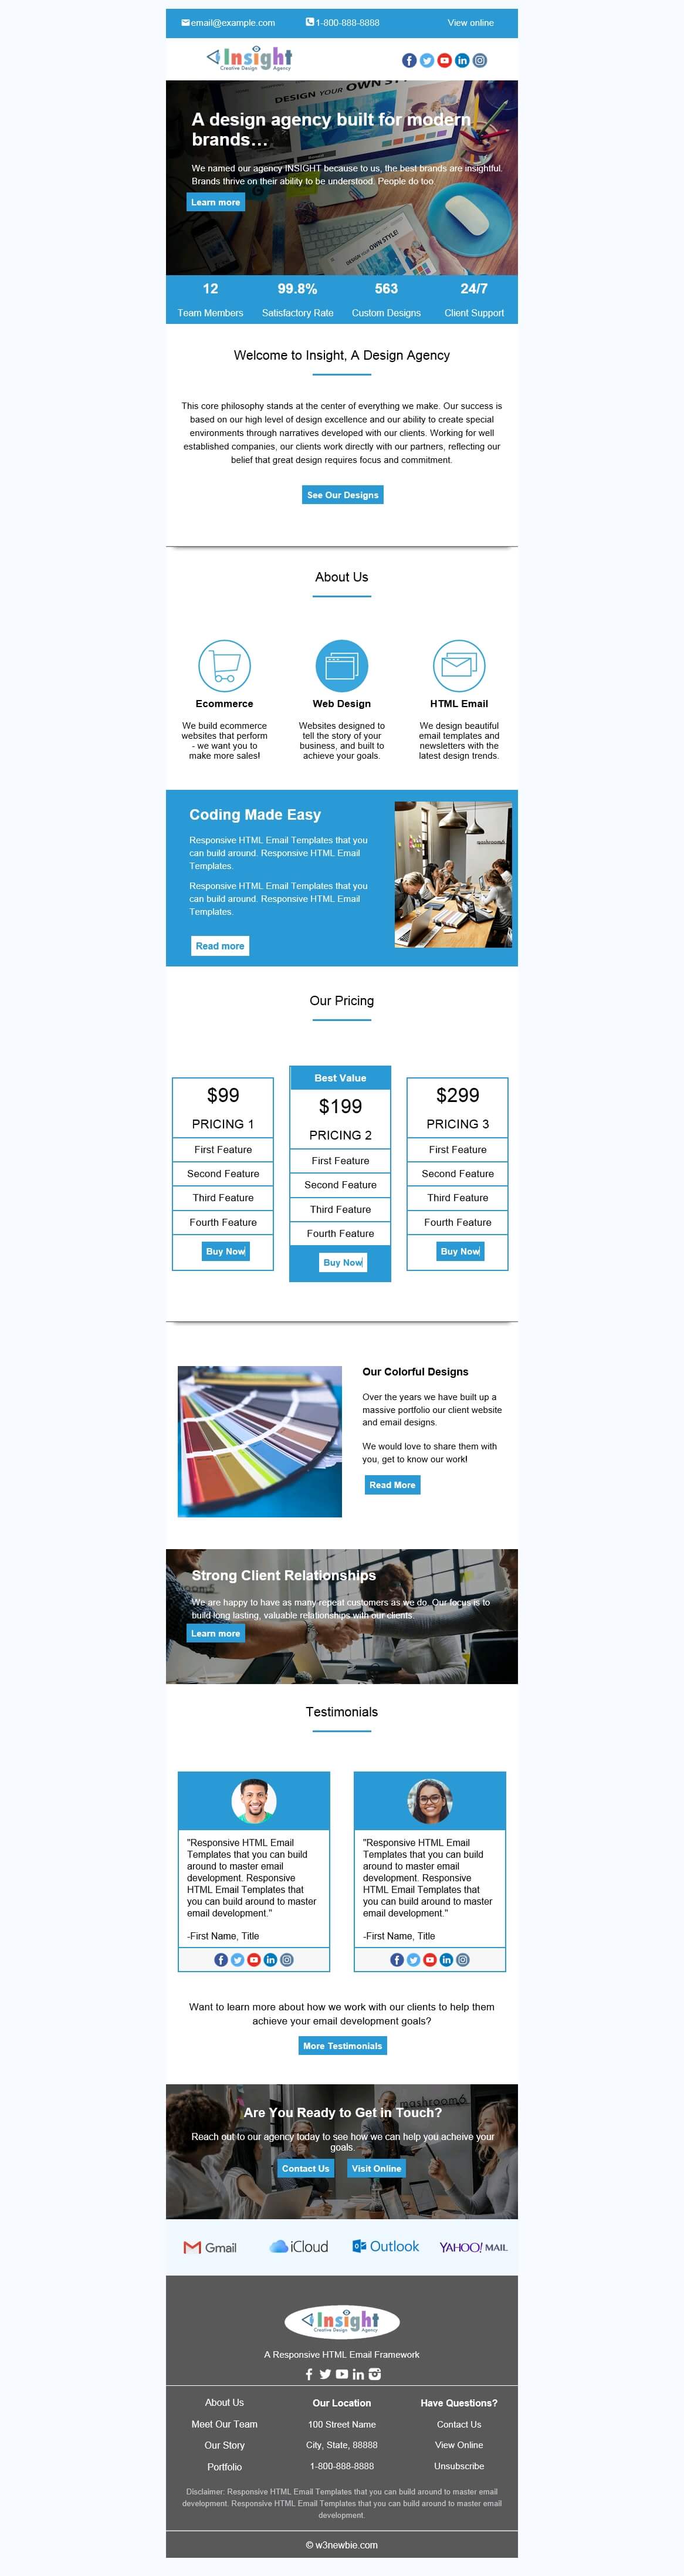 email@example.com 1-800-888-8888 View online
Insight
Creative Design Agency
DESIGN YOUR OWN STYLE!
A design agency built for modern
brands...
We named our agency INSIGHT because to us, the best brands are insightful.
Brands thrive on their ability to be understood. People do too
Learn more
DESIGN YOUR OWN STYLE!
12 99.8% 563 24/7
Team Members Satisfactory Rate Custom Designs Client Support
Welcome to Insight, A Design Agency
This core philosophy stands at the center of everything we make. Our success is
based on our high level of design excellence and our ability to create special
environments through narratives developed with our clients. Working for well
established companies, our clients work directly with our partners, reflecting our
belief that great design requires focus and commitment.
See Our Designs
About Us
Ecommerce
We build ecommerce
websites that perform
- we want you to
make more sales!
Web Design
Websites designed to
tell the story of your
business, and built to
achieve your goals.
HTML Email
We design beautiful
email templates and
newsletters with the
latest design trends.
Coding Made Easy
Responsive HTML Email Templates that you
can build around. Responsive HTML Email
Templates.
Responsive HTML Email Templates that you
can build around. Responsive HTML Email
Templates.
Read more
Our Pricing
$99
PRICING 1
First Feature
Second Feature
Third Feature
Fourth Feature
Buy Now
Best Value
$199
PRICING 2
First Feature
Second Feature
Third Feature
Fourth Feature
Buy Now
$299
PRICING 3
First Feature
Second Feature
Third Feature
Fourth Feature
Buy Now
Our Colorful Designs
Over the years we have built up a
massive portfolio our client website
and email designs.
We would love to share them with
you, get to know our work!
Read More
Strong Client Relationships
We are happy to have as many repeat customers as we do. Our focus is to
build long lasting, valuable relationships with our clients.
Learn more
Testimonials
"Responsive HTML Email
Templates that you can build
around to master email
development. Responsive
HTML Email Templates that
you can build around to master
email development."
-First Name, Title
"Responsive HTML Email
Templates that you can build
around to master email
development. Responsive
HTML Email Templates that
you can build around to master
email development."
-First Name, Title
Want to learn more about how we work with our clients to help them
achieve your email development goals?
More Testimonials
mashroom6
Are You Ready to Get in Touch?
Reach out to our agency today to see how we can help you acheive your
goals.
Contact Us Visit Online
Gmail iCloud Outlook YAHOO! MAIL
Insight
Creative Design Agency
A Responsive HTML Email Framework
About Us
Meet Our Team
Our Story
Portfolio
Our Location
100 Street Name
City, State, 88888
1-800-888-8888
Have Questions?
Contact Us
View Online
Unsubscribe
Disclaimer: Responsive HTML Email Templates that you can build around to master email
development. Responsive HTML Email Templates that you can build around to master email
development.
© w3newbie.com